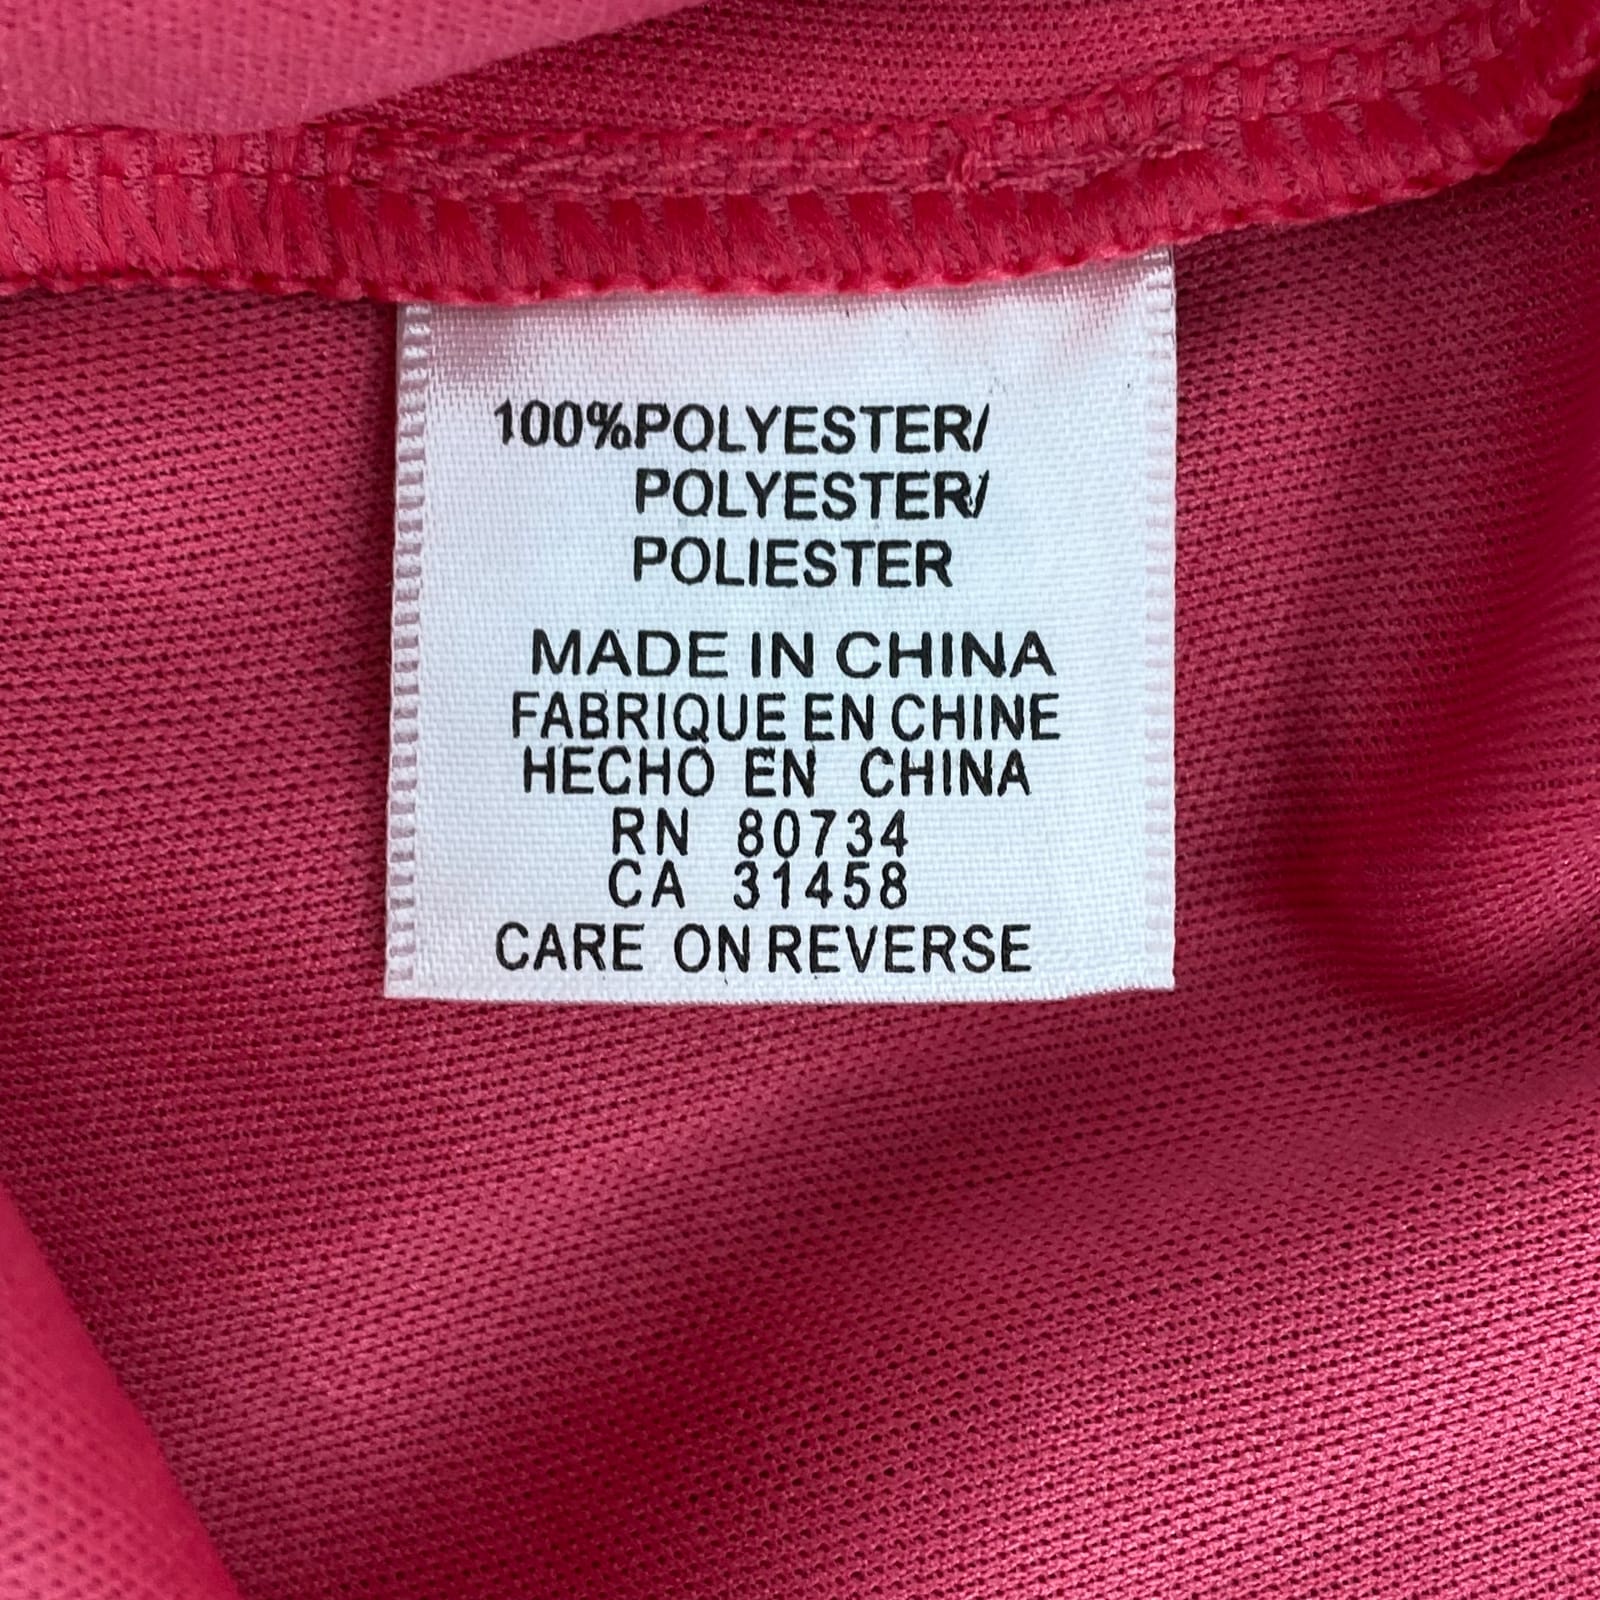 100%POLYESTER/
POLYESTER/
POLIESTER
MADE IN CHINA
FABRIQUE EN CHINE
HECHO EN CHINA
RN 80734
CA 31458
CARE ON REVERSE